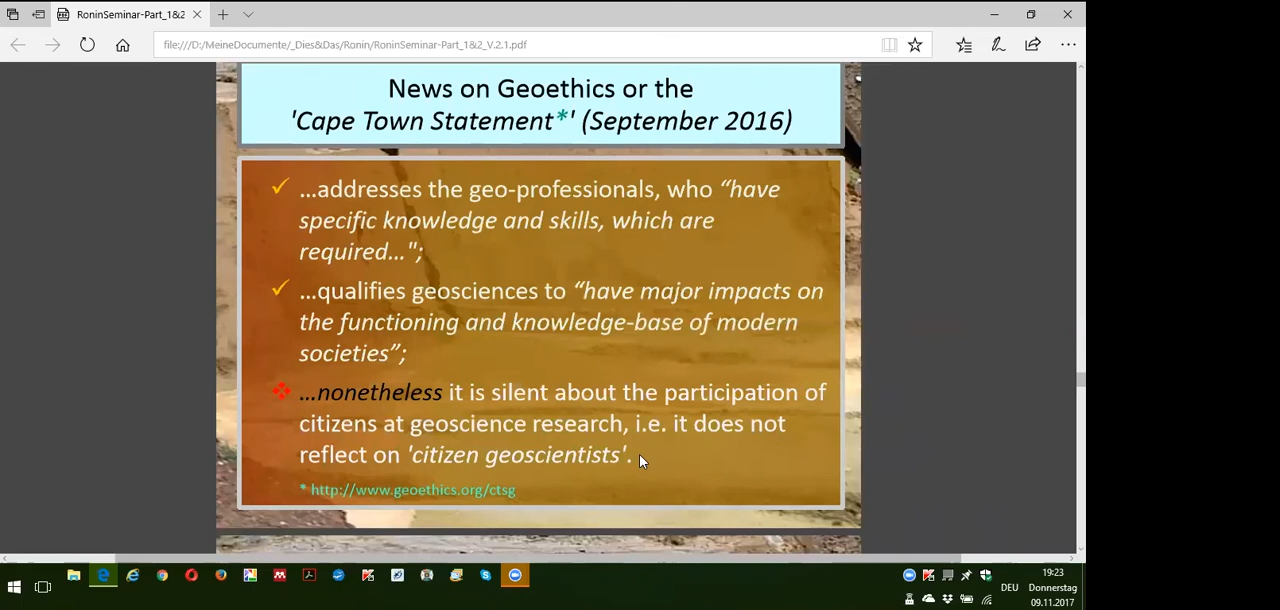 RoninSeminar-Part_1&2
file:///D:/MeineDocumente/_Dies&Das/Ronin/RoninSeminar-Part_1&2_V.2.1.pdf
News on Geoethics or the
'Cape Town Statement*' (September 2016)
...addresses the geo-professionals, who “have
specific knowledge and skills, which are
required...";
...qualifies geosciences to “have major impacts on
the functioning and knowledge-base of modern
societies”;
...nonetheless it is silent about the participation of
citizens at geoscience research, i.e. it does not
reflect on 'citizen geoscientists'.
* http://www.geoethics.org/ctsg
19:23
DEU Donnerstag
09.11.2017